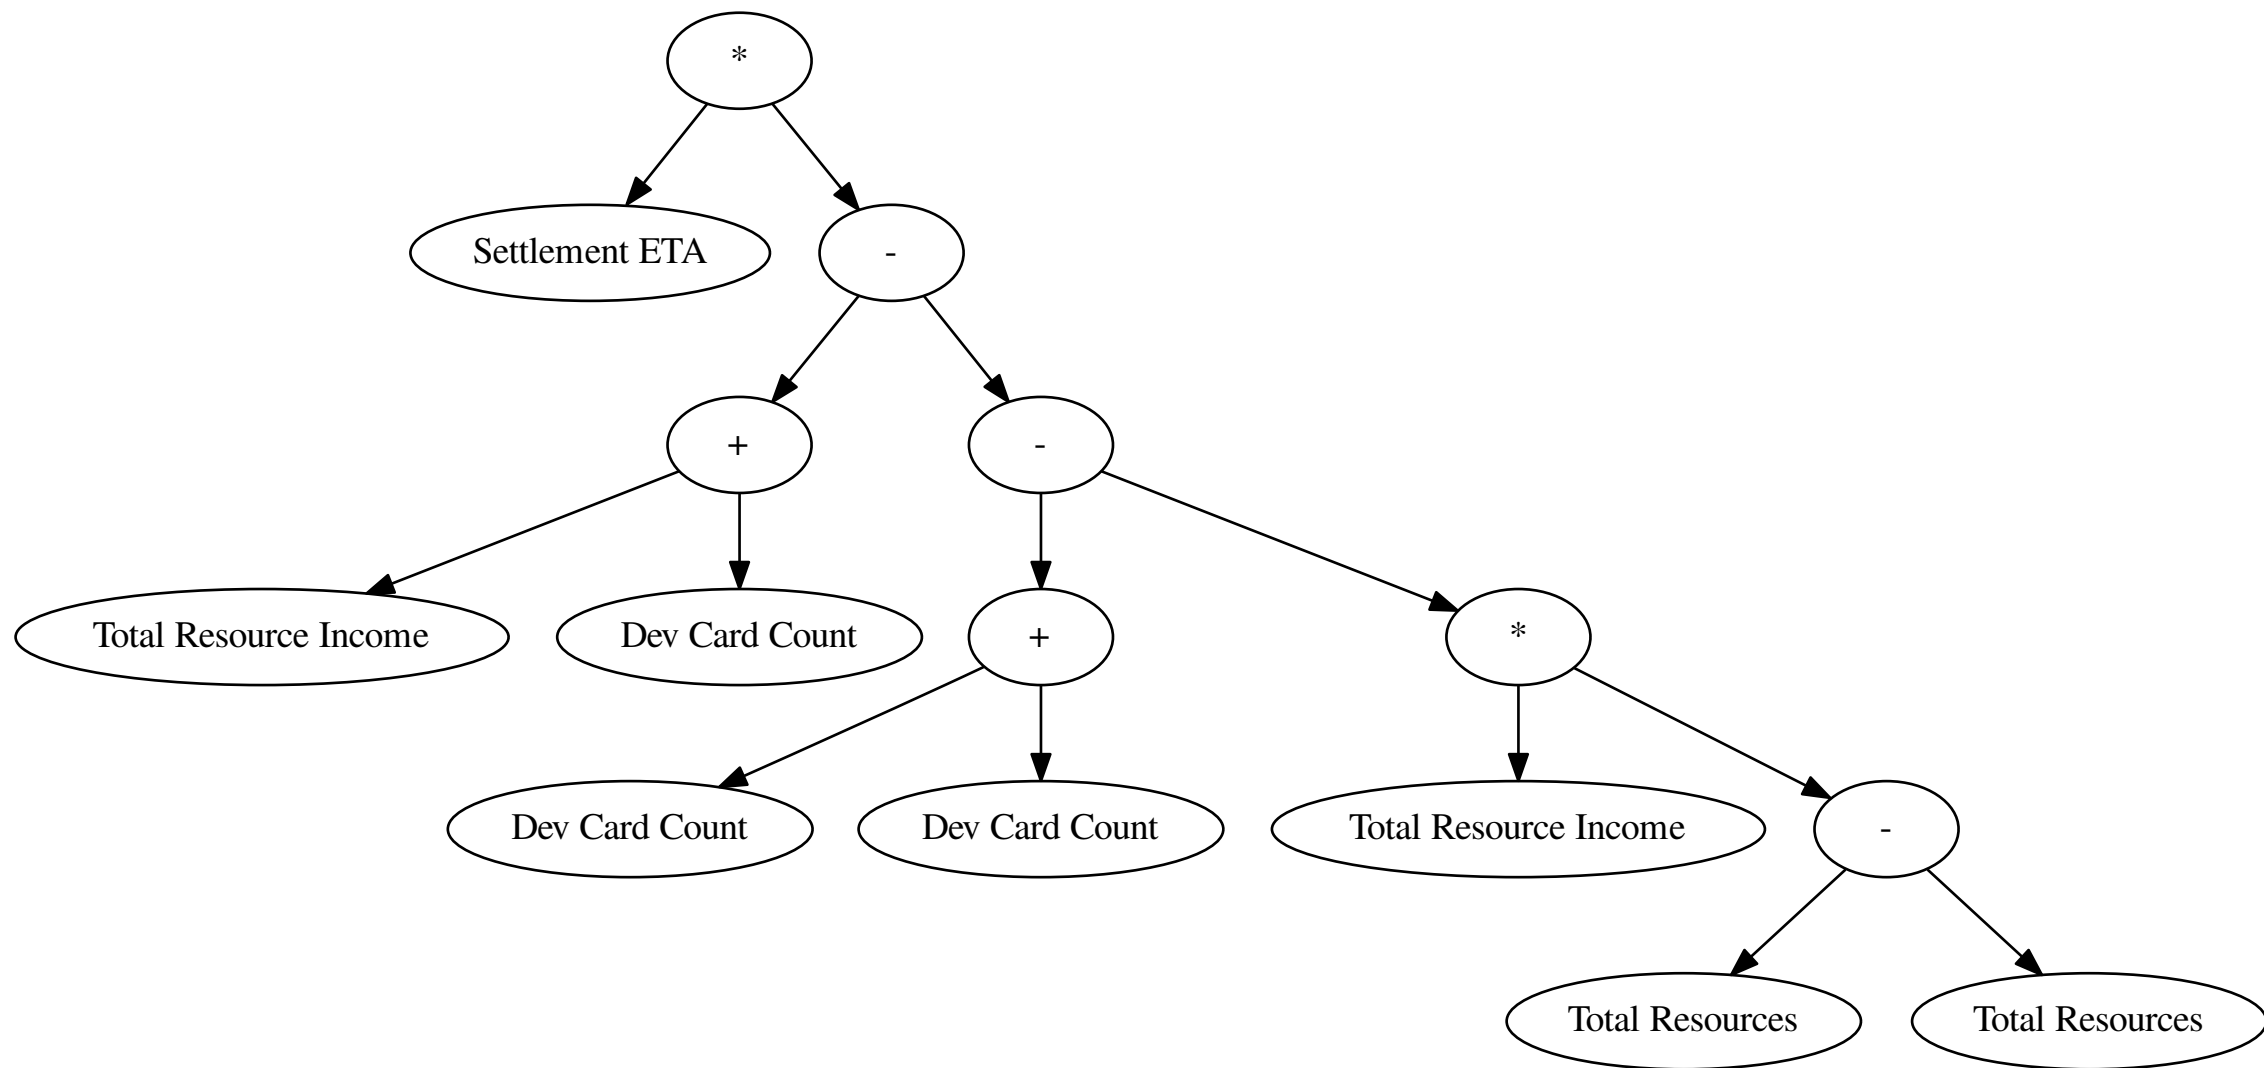 *
Settlement ETA
-
+
-
Total Resource Income
Dev Card Count
+
*
Dev Card Count
Dev Card Count
Total Resource Income
-
Total Resources
Total Resources